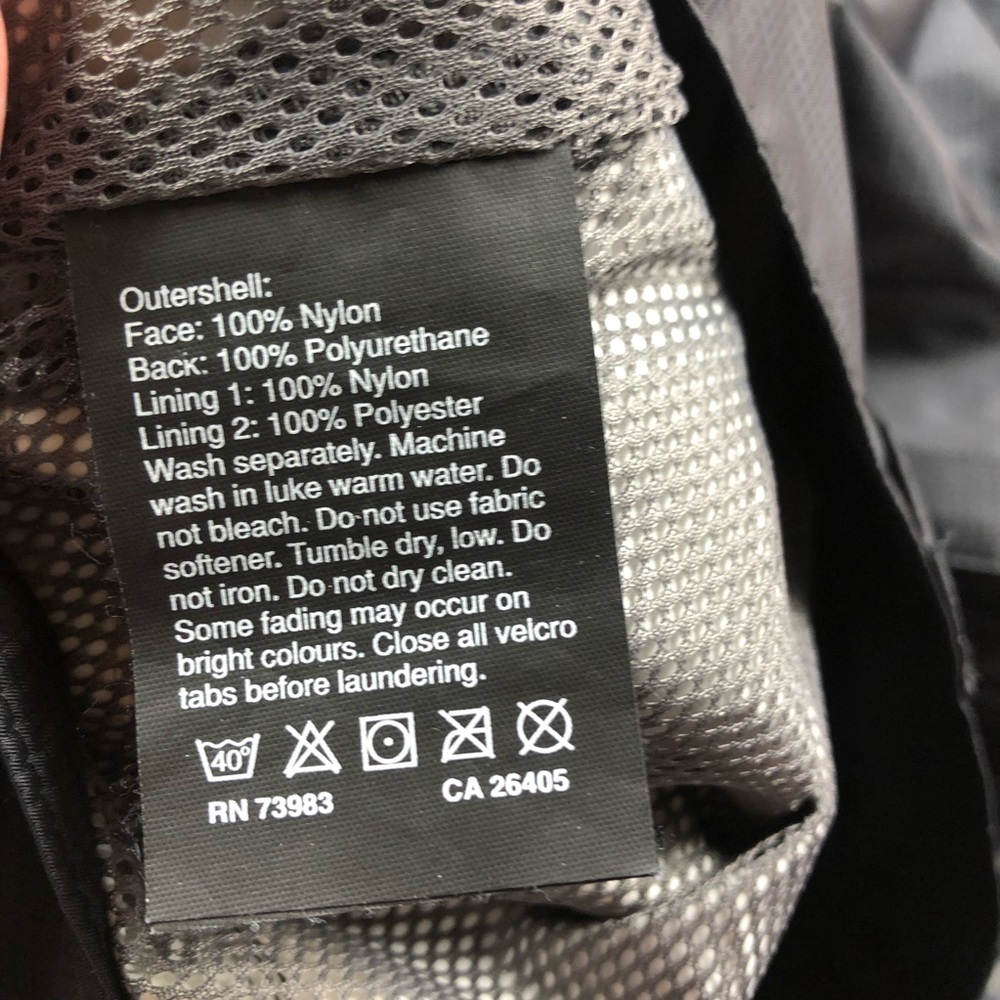 Outershell:
Face: 100% Nylon
Back: 100% Polyurethane
Lining 1: 100% Nylon
Lining 2: 100% Polyester
Wash separately. Machine
wash in luke warm water. Do
not bleach. Do not use fabric
softener. Tumble dry, low. Do
not iron. Do not dry clean.
Some fading may occur on
bright colours. Close all velcro
tabs before laundering.
40°
RN 73983 CA 26405